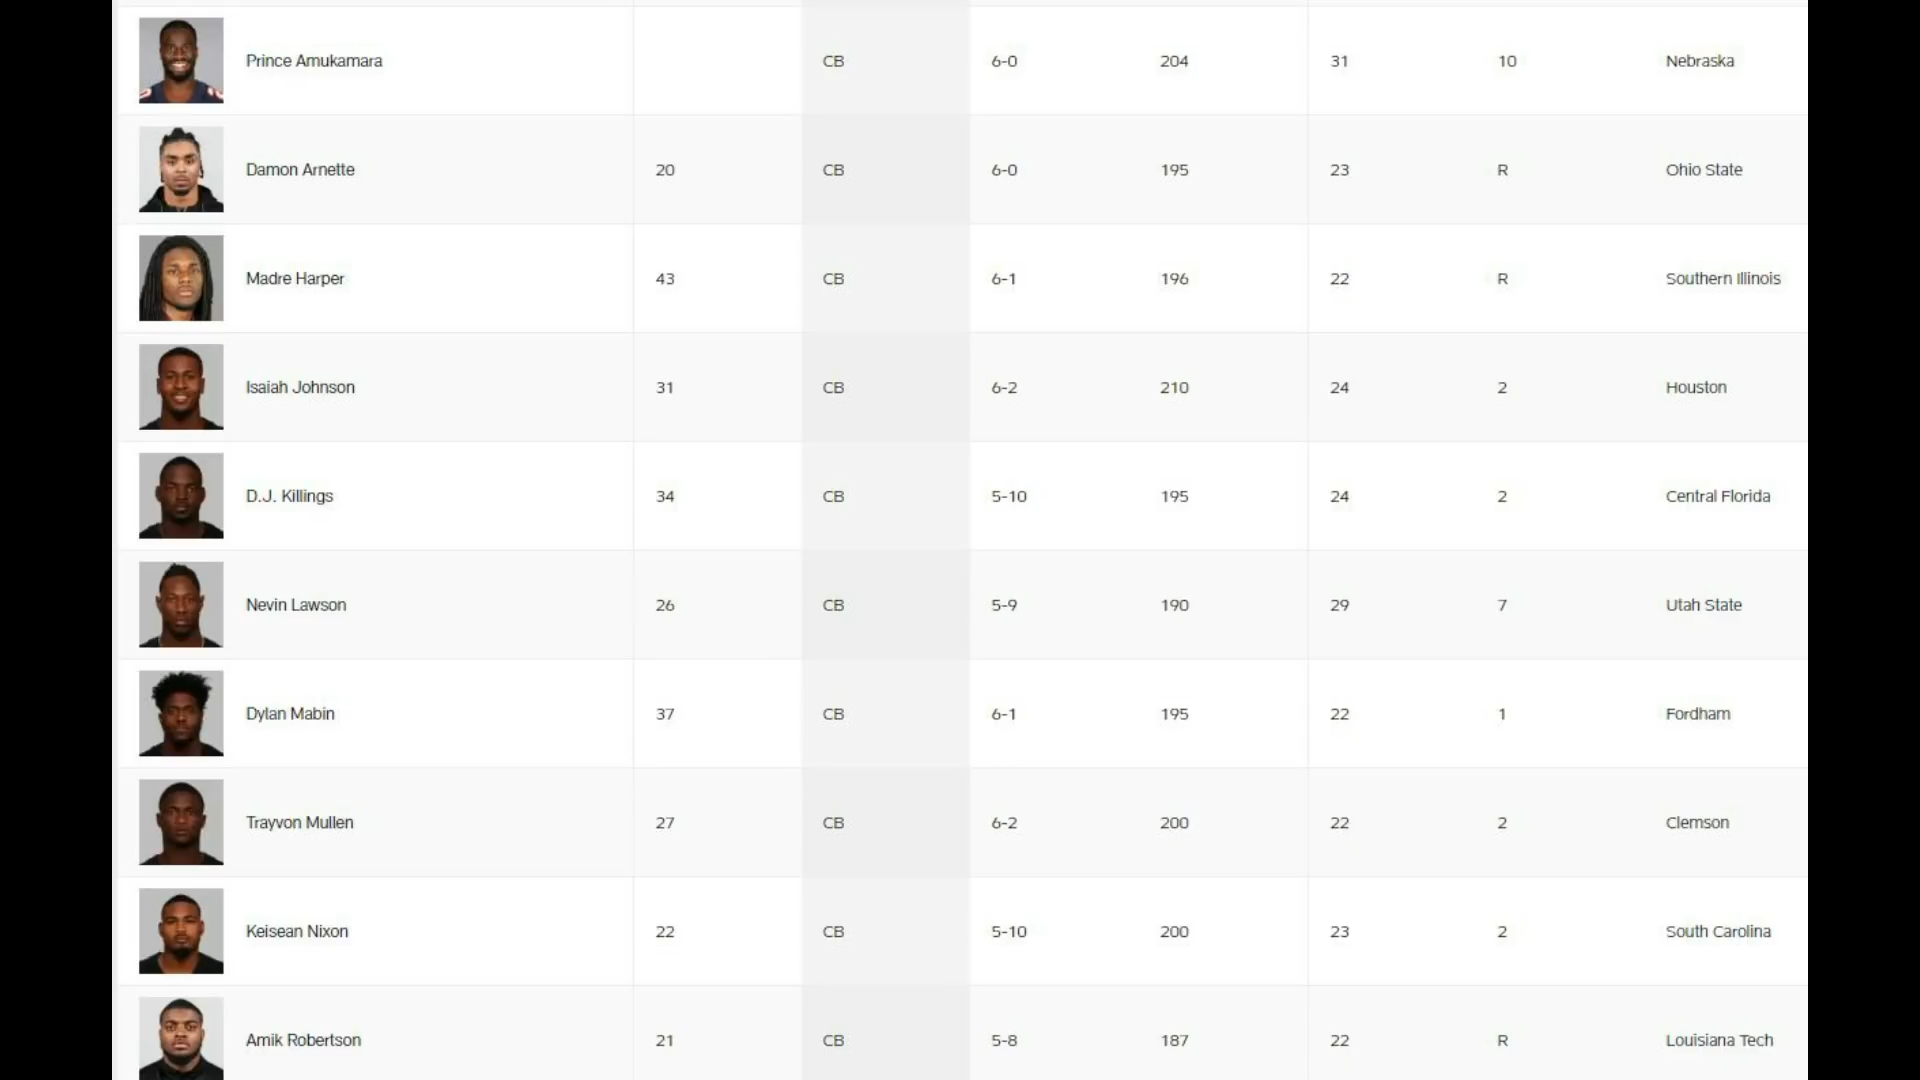 Prince Amukamara CB 6-0 204 31 10 Nebraska
Damon Arnette 20 CB 6-0 195 23 R Ohio State
Madre Harper 43 CB 6-1 196 22 R Southern Illinois
Isaiah Johnson 31 CB 6-2 210 24 2 Houston
D.J. Killings 34 CB 5-10 195 24 2 Central Florida
Nevin Lawson 26 CB 5-9 190 29 7 Utah State
Dylan Mabin 37 CB 6-1 195 22 1 Fordham
Trayvon Mullen 27 CB 6-2 200 22 2 Clemson
Keisean Nixon 22 CB 5-10 200 23 2 South Carolina
Amik Robertson 21 CB 5-8 187 22 R Louisiana Tech